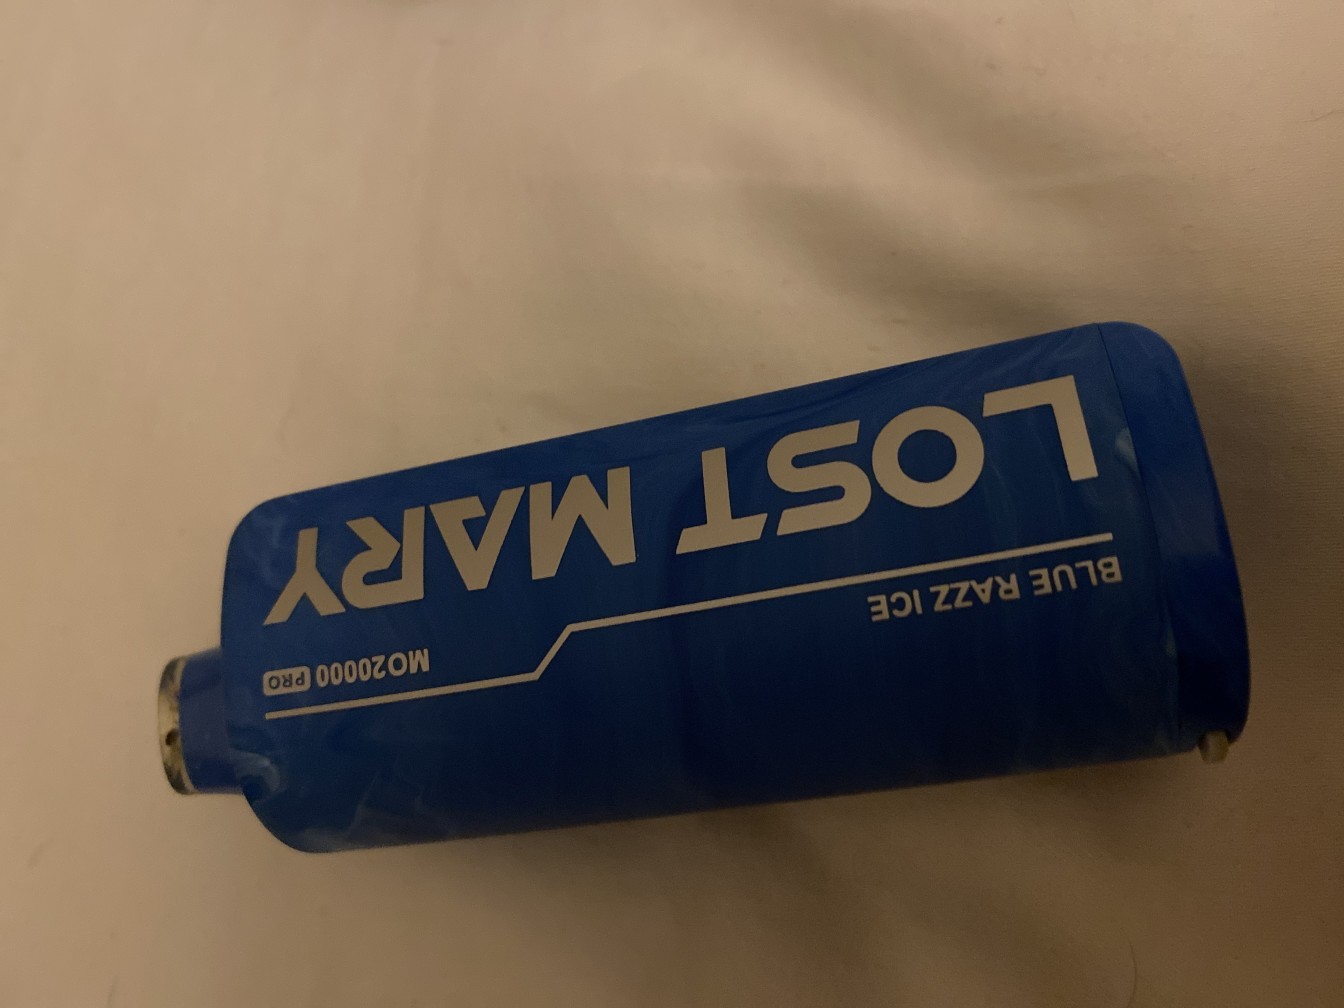 LOST MARY
BLUE RAZZ ICE
MO20000 PRO